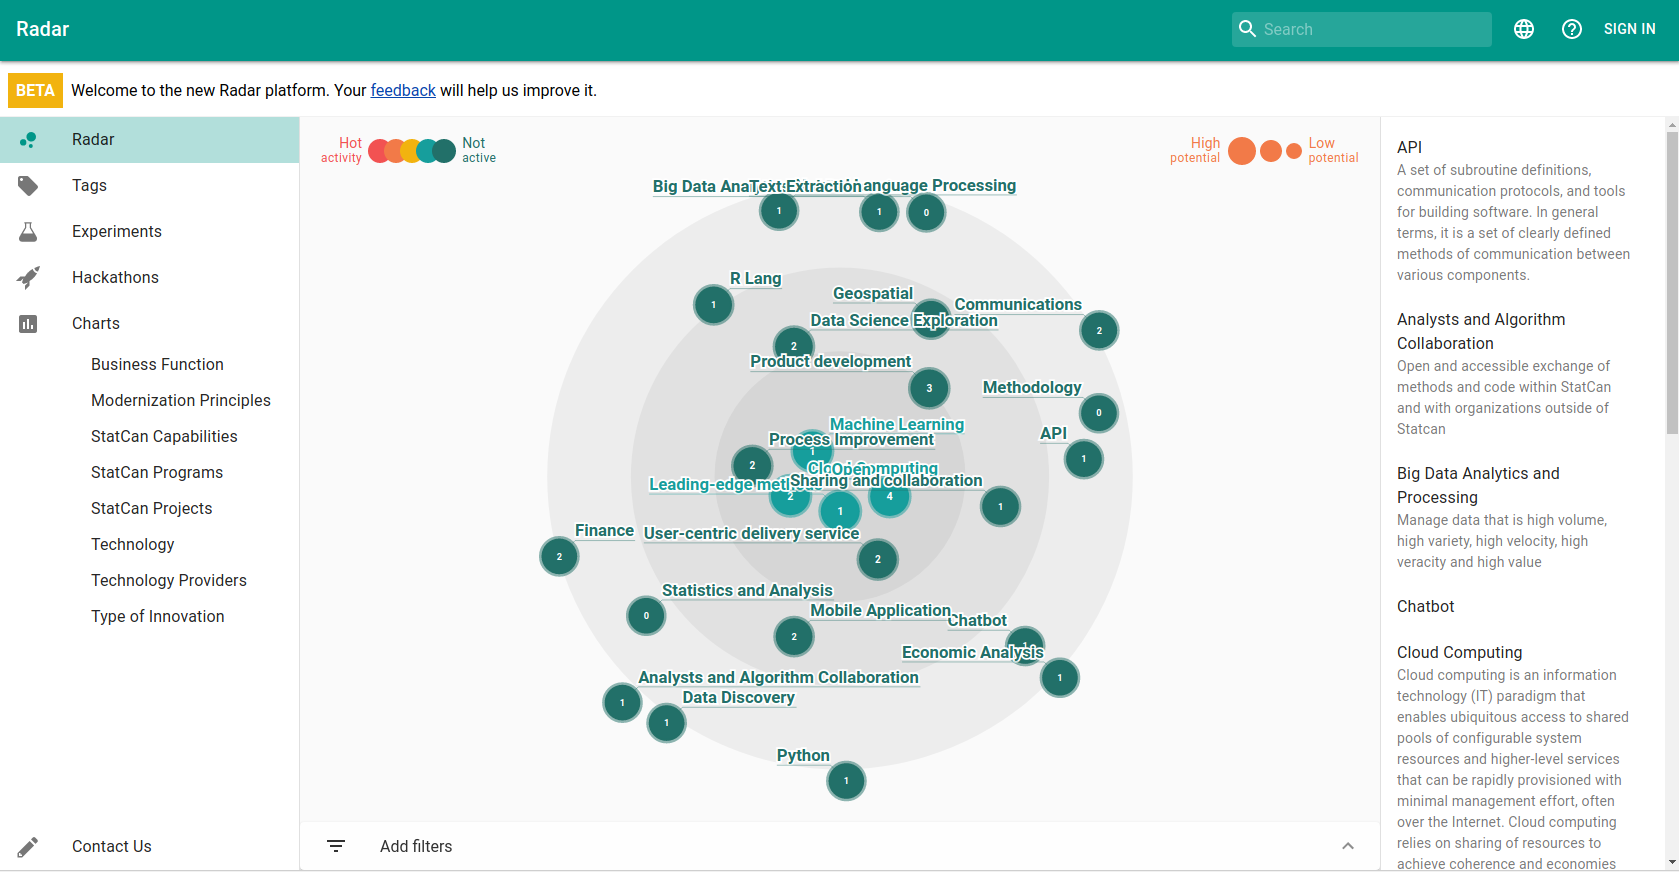 Radar
Search
SIGN IN
BETA Welcome to the new Radar platform. Your feedback will help us improve it.
Radar
Tags
Experiments
Hackathons
Charts
Business Function
Modernization Principles
StatCan Capabilities
StatCan Programs
StatCan Projects
Technology
Technology Providers
Type of Innovation
Contact Us
Hot activity
Not active
High potential
Low potential
Big Data Ana
Text Extraction
anguage Processing
1
1
0
R Lang
1
Geospatial
Communications
2
Data Science Exploration
2
Product development
3
Methodology
0
API
1
Machine Learning
1
Process Improvement
2
Computing
Open
Leading-edge
2
Sharing and collaboration
4
1
1
Finance
2
User-centric delivery service
2
Statistics and Analysis
0
Mobile Application
2
Chatbot
Economic Analysis
1
Analysts and Algorithm Collaboration
1
Data Discovery
1
Python
1
Add filters
API
A set of subroutine definitions,
communication protocols, and tools
for building software. In general
terms, it is a set of clearly defined
methods of communication between
various components.
Analysts and Algorithm
Collaboration
Open and accessible exchange of
methods and code within StatCan
and with organizations outside of
Statcan
Big Data Analytics and
Processing
Manage data that is high volume,
high variety, high velocity, high
veracity and high value
Chatbot
Cloud Computing
Cloud computing is an information
technology (IT) paradigm that
enables ubiquitous access to shared
pools of configurable system
resources and higher-level services
that can be rapidly provisioned with
minimal management effort, often
over the Internet. Cloud computing
relies on sharing of resources to
achieve coherence and economies